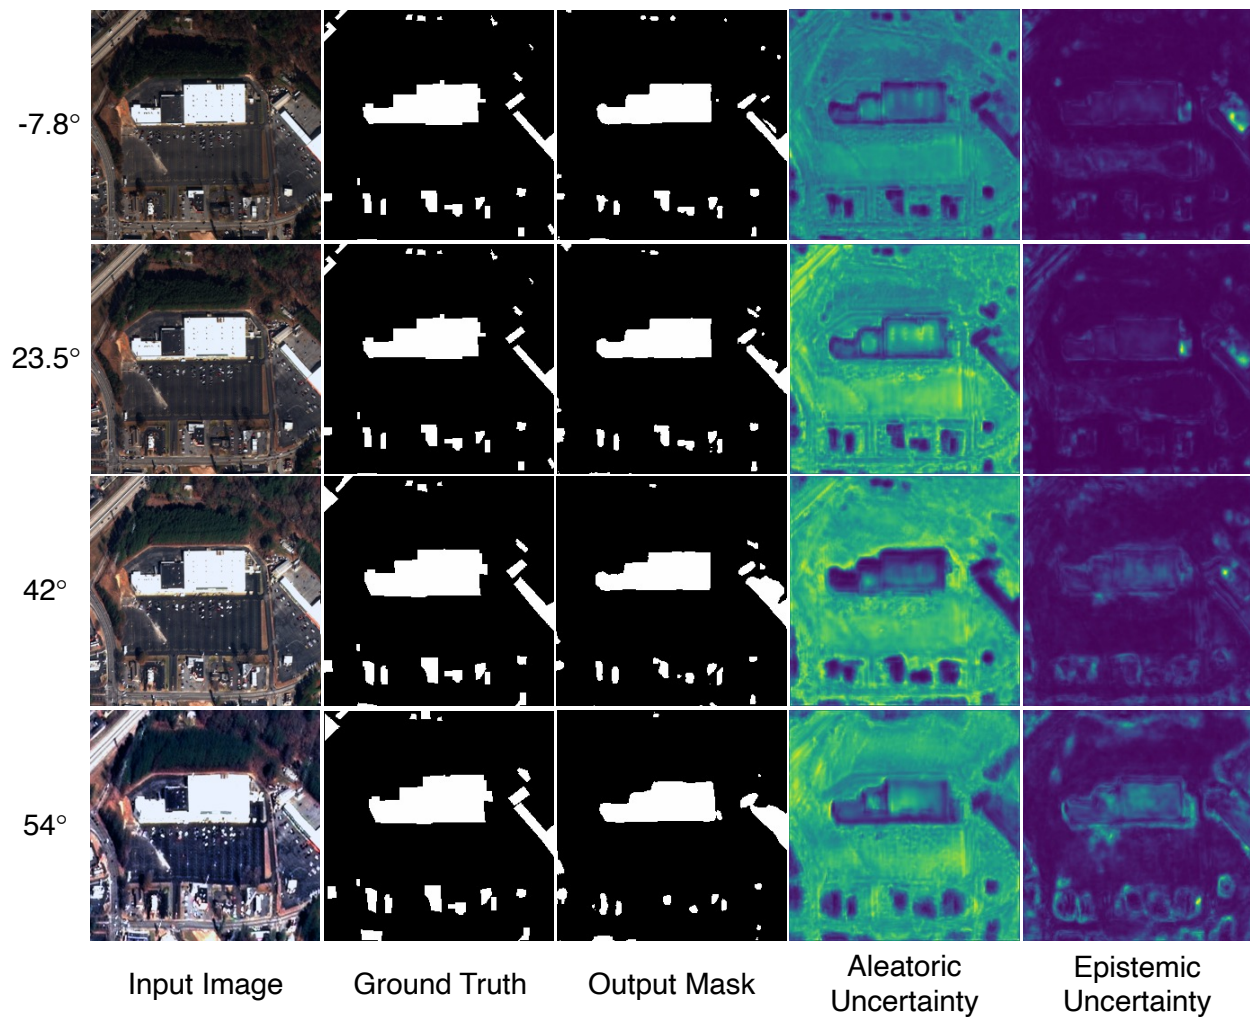 -7.8°
23.5°
42°
54°
Input Image
Ground Truth
Output Mask
Aleatoric
Uncertainty
Epistemic
Uncertainty